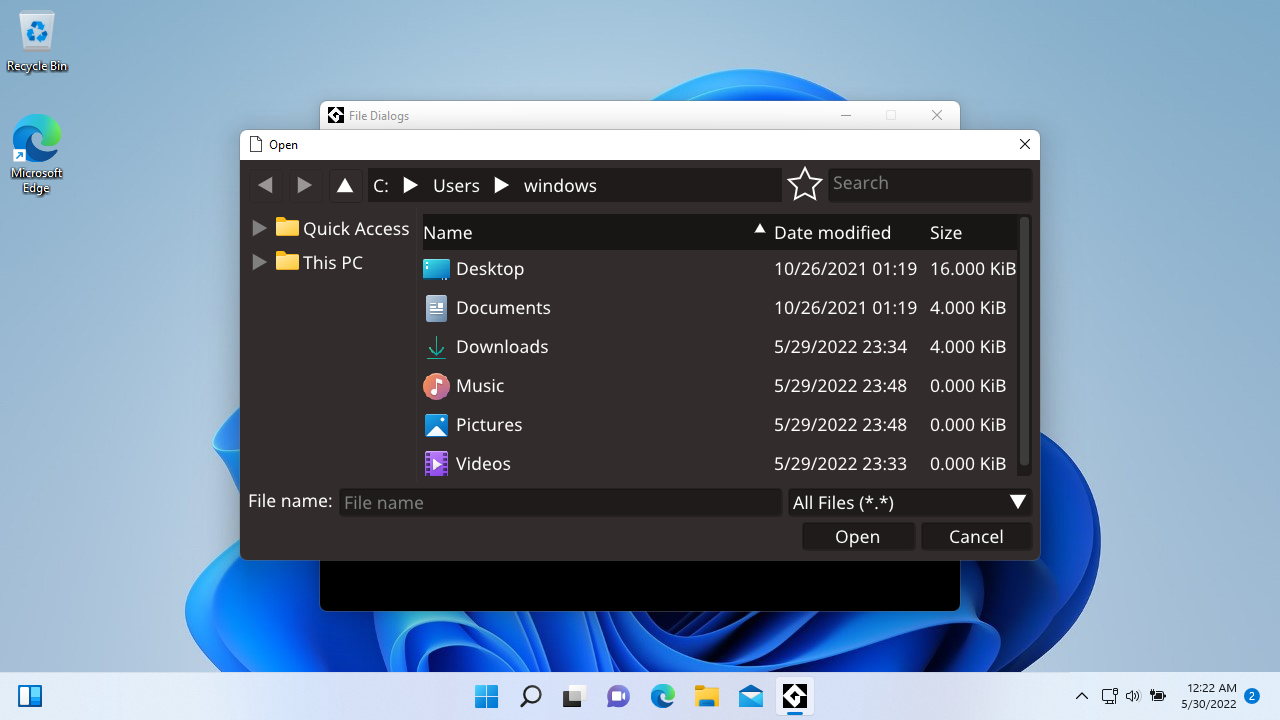 Recycle Bin
Microsoft
Edge
File Dialogs
Open
C: Users windows
Search
Quick Access
This PC
Name Date modified Size
Desktop 10/26/2021 01:19 16.000 KiB
Documents 10/26/2021 01:19 4.000 KiB
Downloads 5/29/2022 23:34 4.000 KiB
Music 5/29/2022 23:48 0.000 KiB
Pictures 5/29/2022 23:48 0.000 KiB
Videos 5/29/2022 23:33 0.000 KiB
File name: File name All Files (*.*)
Open Cancel
12:22 AM
5/30/2022
2